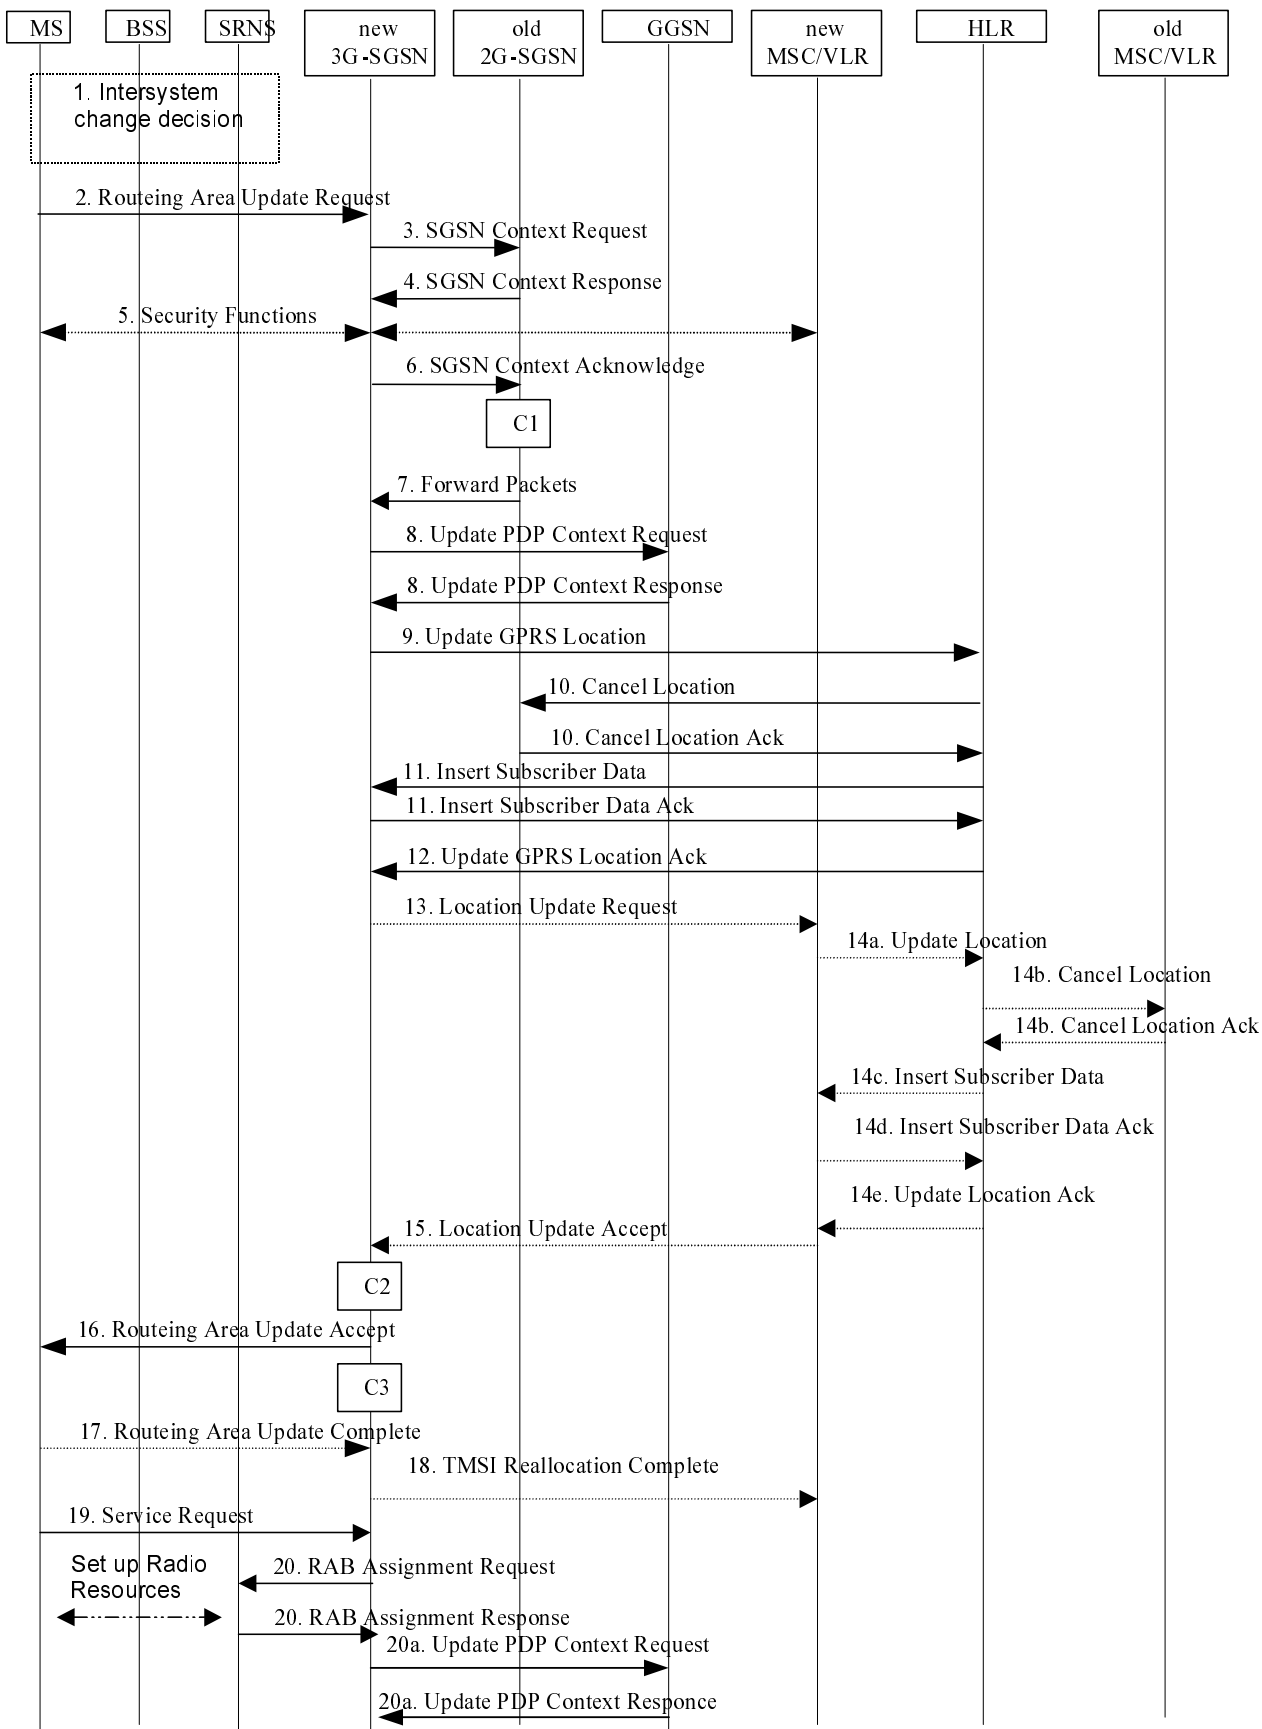 MS
BSS
SRNS
new
3G-SGSN
old
2G-SGSN
GGSN
new
MSC/VLR
HLR
old
MSC/VLR
1. Intersystem
change decision
2. Routeing Area Update Request
3. SGSN Context Request
4. SGSN Context Response
5. Security Functions
6. SGSN Context Acknowledge
C1
7. Forward Packets
8. Update PDP Context Request
8. Update PDP Context Response
9. Update GPRS Location
10. Cancel Location
10. Cancel Location Ack
11. Insert Subscriber Data
11. Insert Subscriber Data Ack
12. Update GPRS Location Ack
13. Location Update Request
14a. Update Location
14b. Cancel Location
14b. Cancel Location Ack
14c. Insert Subscriber Data
14d. Insert Subscriber Data Ack
14e. Update Location Ack
15. Location Update Accept
C2
16. Routeing Area Update Accept
C3
17. Routeing Area Update Complete
18. TMSI Reallocation Complete
19. Service Request
Set up Radio
Resources
20. RAB Assignment Request
20. RAB Assignment Response
20a. Update PDP Context Request
20a. Update PDP Context Responce